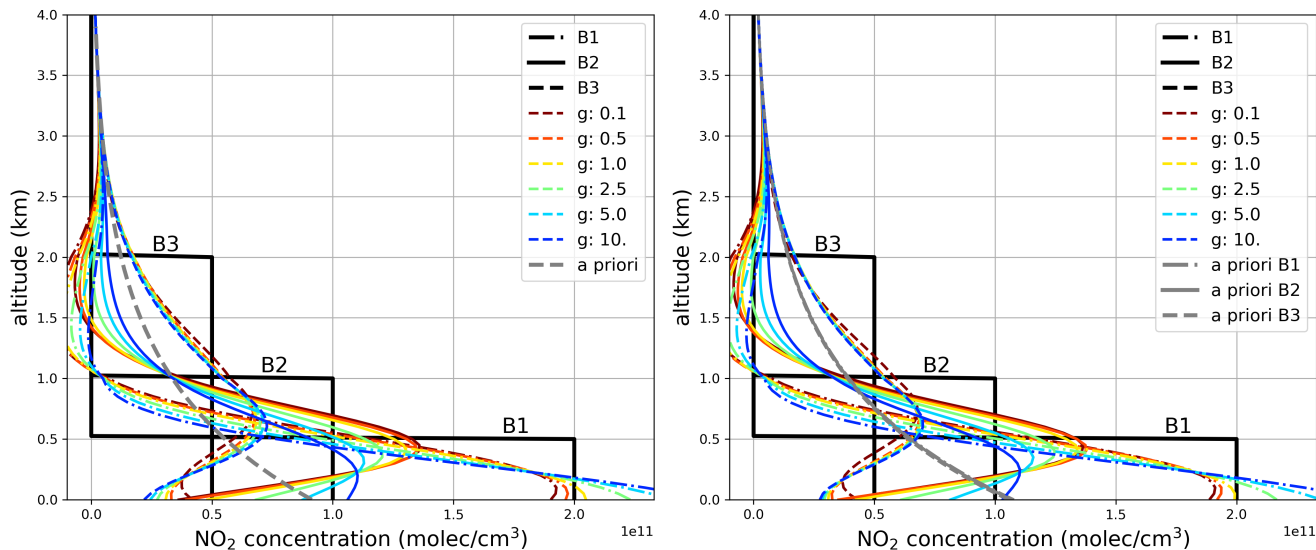 4.0
3.5
3.0
2.5
2.0
1.5
1.0
0.5
0.0
altitude (km)
B3
B2
B1
B1
B2
B3
g: 0.1
g: 0.5
g: 1.0
g: 2.5
g: 5.0
g: 10.
a priori
0.0 0.5 1.0 1.5 2.0
1e11
NO₂ concentration (molec/cm³)
4.0
3.5
3.0
2.5
2.0
1.5
1.0
0.5
0.0
altitude (km)
B3
B2
B1
B1
B2
B3
g: 0.1
g: 0.5
g: 1.0
g: 2.5
g: 5.0
g: 10.
a priori B1
a priori B2
a priori B3
0.0 0.5 1.0 1.5 2.0
1e11
NO₂ concentration (molec/cm³)